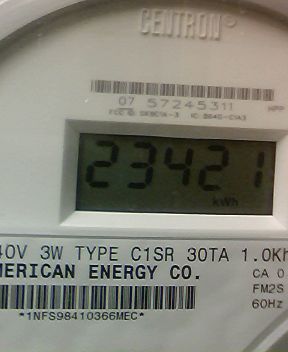 CENTRON
07 57245311
23421
kWh
40V 3W TYPE C1SR 30TA 1.0Kh
MERICAN ENERGY CO.
CA 0
FM2S
60Hz
*1NFS98410366MEC*